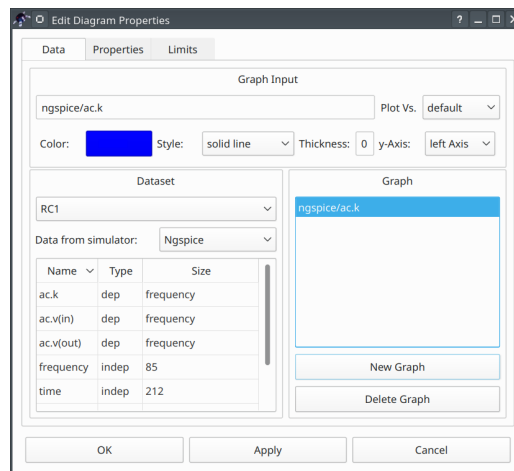 Edit Diagram Properties
Data Properties Limits
Graph Input
ngspice/ac.k Plot Vs. default
Color: Style: solid line Thickness: 0 y-Axis: left Axis
Dataset
RC1
Data from simulator: Ngspice
Name Type Size
ac.k dep frequency
ac.v(in) dep frequency
ac.v(out) dep frequency
frequency indep 85
time indep 212
Graph
ngspice/ac.k
New Graph
Delete Graph
OK Apply Cancel